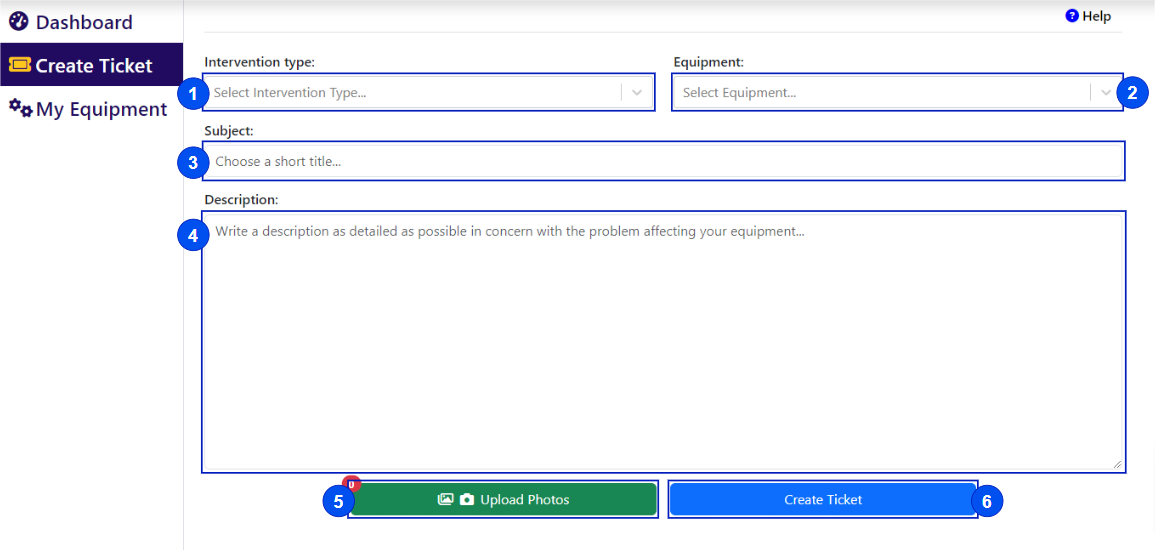 Dashboard
Create Ticket
My Equipment
Help
Intervention type:
Equipment:
1
Select Intervention Type...
Select Equipment...
2
Subject:
3
Choose a short title...
Description:
4
Write a description as detailed as possible in concern with the problem affecting your equipment...
0
5
Upload Photos
Create Ticket
6